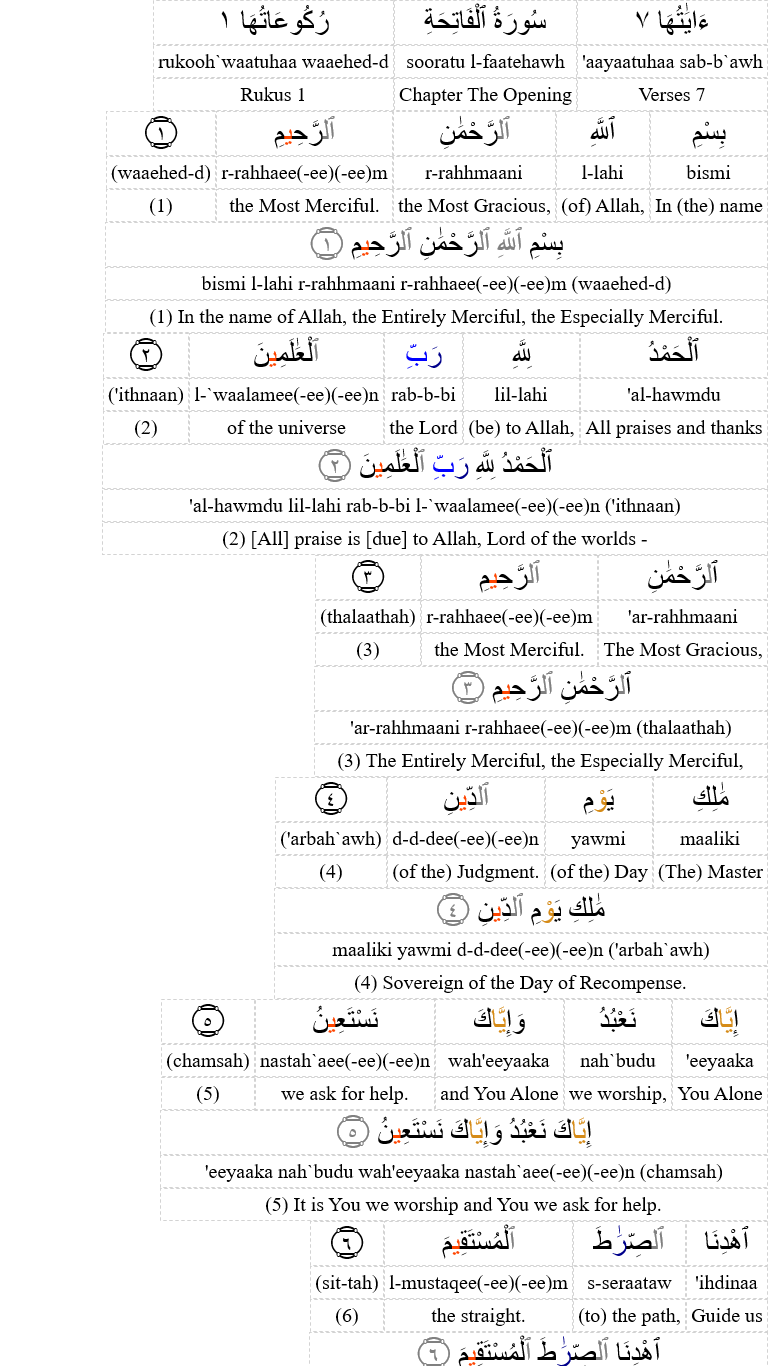 ءَايَٰتُهَا ٧ سُورَةُ ٱلْفَاتِحَةِ رُكُوعَاتُهَا ١
'aayaatuhaa sab-b`awh sooratu l-faatehawh rukooh`waatuhaa waaehed-d
Verses 7 Chapter The Opening Rukus 1
بِسْمِ ٱللَّهِ ٱلرَّحْمَٰنِ ٱلرَّحِيمِ ١
bismi l-lahi r-rahhmaani r-rahhaee(-ee)(-ee)m (waaehed-d)
In (the) name (of) Allah, the Most Gracious, the Most Merciful. (1)
بِسْمِ ٱللَّهِ ٱلرَّحْمَٰنِ ٱلرَّحِيمِ ١
bismi l-lahi r-rahhmaani r-rahhaee(-ee)(-ee)m (waaehed-d)
(1) In the name of Allah, the Entirely Merciful, the Especially Merciful.
ٱلْحَمْدُ لِلَّهِ رَبِّ ٱلْعَٰلَمِينَ ٢
'al-hawmdu lil-lahi rab-b-bi l-`waalamee(-ee)(-ee)n ('ithnaan)
All praises and thanks (be) to Allah, the Lord of the universe (2)
ٱلْحَمْدُ لِلَّهِ رَبِّ ٱلْعَٰلَمِينَ ٢
'al-hawmdu lil-lahi rab-b-bi l-`waalamee(-ee)(-ee)n ('ithnaan)
(2) [All] praise is [due] to Allah, Lord of the worlds -
ٱلرَّحْمَٰنِ ٱلرَّحِيمِ ٣
'ar-rahhmaani r-rahhaee(-ee)(-ee)m (thalaathah)
The Most Gracious, the Most Merciful. (3)
ٱلرَّحْمَٰنِ ٱلرَّحِيمِ ٣
'ar-rahhmaani r-rahhaee(-ee)(-ee)m (thalaathah)
(3) The Entirely Merciful, the Especially Merciful,
مَٰلِكِ يَوْمِ ٱلدِّينِ ٤
maaliki yawmi d-d-dee(-ee)(-ee)n ('arbah`awh)
(The) Master (of the) Day (of the) Judgment. (4)
مَٰلِكِ يَوْمِ ٱلدِّينِ ٤
maaliki yawmi d-d-dee(-ee)(-ee)n ('arbah`awh)
(4) Sovereign of the Day of Recompense.
إِيَّاكَ نَعْبُدُ وَإِيَّاكَ نَسْتَعِينُ ٥
'eeyaaka nah`budu wah'eeyaaka nastah`aee(-ee)(-ee)n (chamsah)
You Alone we worship, and You Alone we ask for help. (5)
إِيَّاكَ نَعْبُدُ وَإِيَّاكَ نَسْتَعِينُ ٥
'eeyaaka nah`budu wah'eeyaaka nastah`aee(-ee)(-ee)n (chamsah)
(5) It is You we worship and You we ask for help.
ٱهْدِنَا ٱلصِّرَٰطَ ٱلْمُسْتَقِيمَ ٦
'ihdinaa s-seraataw l-mustaqee(-ee)(-ee)m (sit-tah)
Guide us (to) the path, the straight. (6)
ٱهْدِنَا ٱلصِّرَٰطَ ٱلْمُسْتَقِيمَ ٦